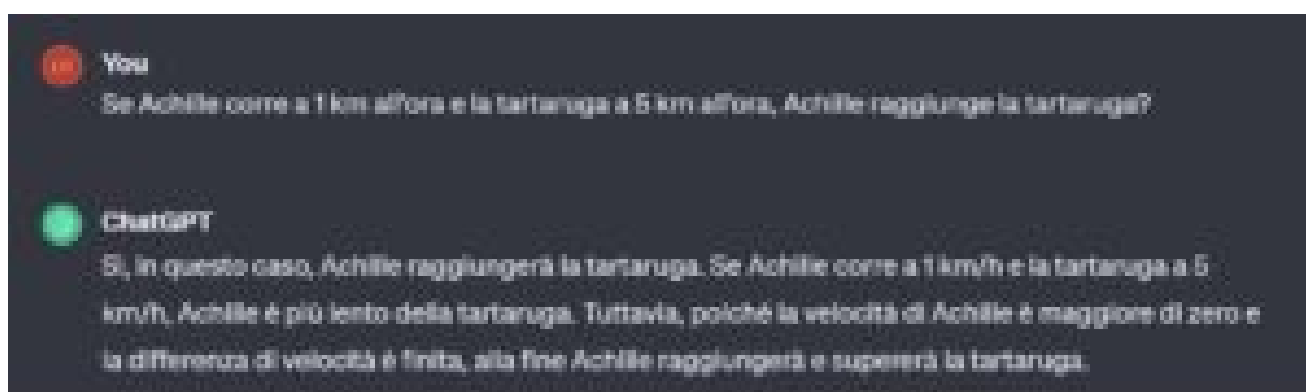 You
Se Achille corre a 1 km all'ora e la tartaruga a 5 km all'ora, Achille raggiunge la tartaruga?
ChatGPT
Sì, in questo caso, Achille raggiungerà la tartaruga. Se Achille corre a 1 km/h e la tartaruga a 5
km/h, Achille è più lento della tartaruga. Tuttavia, poiché la velocità di Achille è maggiore di zero e
la differenza di velocità è finita, alla fine Achille raggiungerà e supererà la tartaruga.